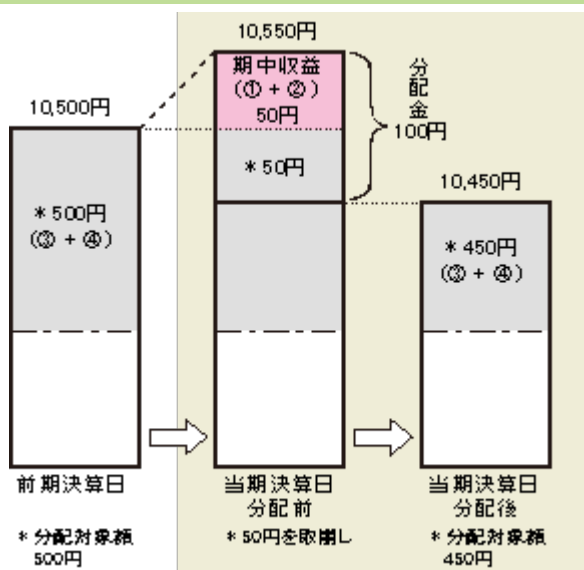 10,550円
期中収益
(①＋②)
50円
分配金
100円
10,500円
＊50円
10,450円
＊500円
(③＋④)
＊450円
(③＋④)
前期決算日
当期決算日
分配前
当期決算日
分配後
＊分配対象額
500円
＊50円を取崩し
＊分配対象額
450円